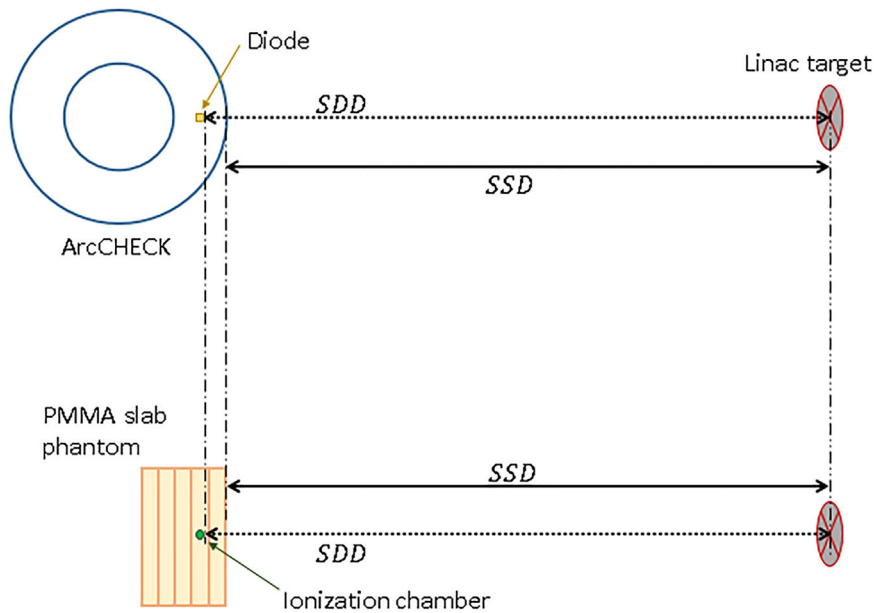 Diode
Linac target
SDD
SSD
ArcCHECK
PMMA slab
phantom
SSD
SDD
Ionization chamber